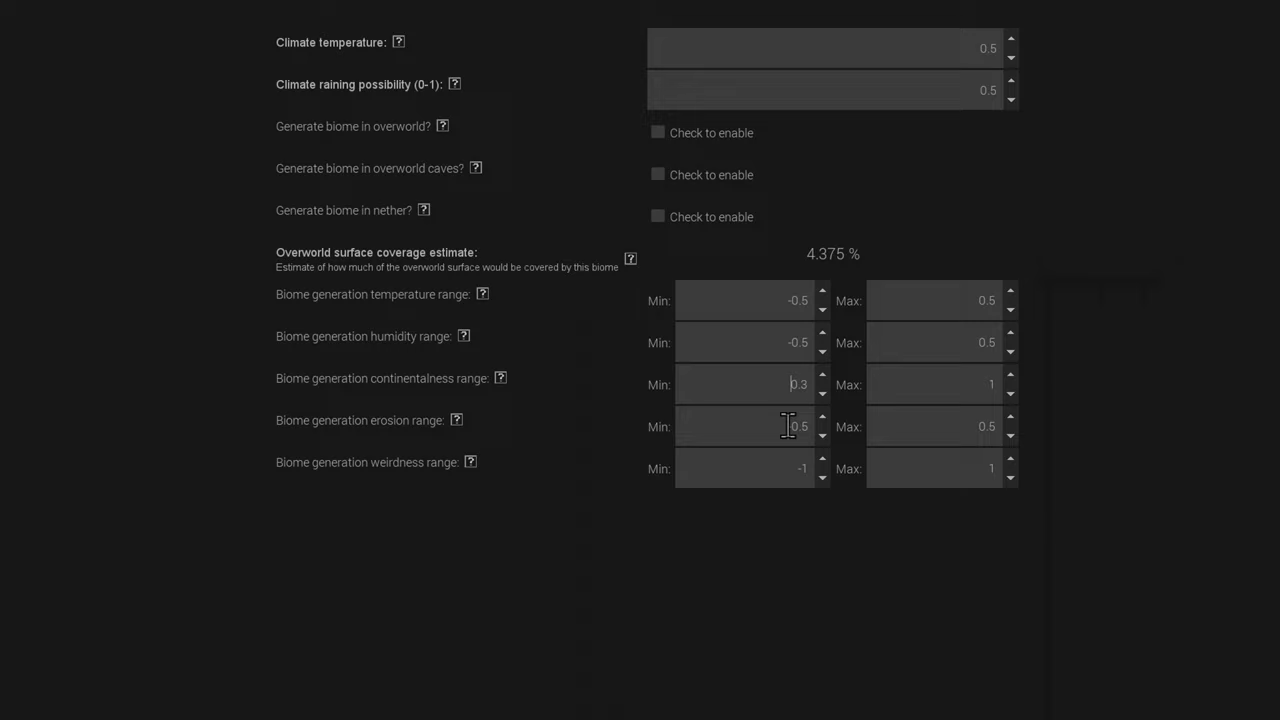 Climate temperature: ? 0.5
Climate raining possibility (0-1): ? 0.5
Generate biome in overworld? ? Check to enable
Generate biome in overworld caves? ? Check to enable
Generate biome in nether? ? Check to enable
Overworld surface coverage estimate: ? 4.375 %
Estimate of how much of the overworld surface would be covered by this biome
Biome generation temperature range: ? Min: -0.5 Max: 0.5
Biome generation humidity range: ? Min: -0.5 Max: 0.5
Biome generation continentalness range: ? Min: 0.3 Max: 1
Biome generation erosion range: ? Min: 0.5 Max: 0.5
Biome generation weirdness range: ? Min: -1 Max: 1